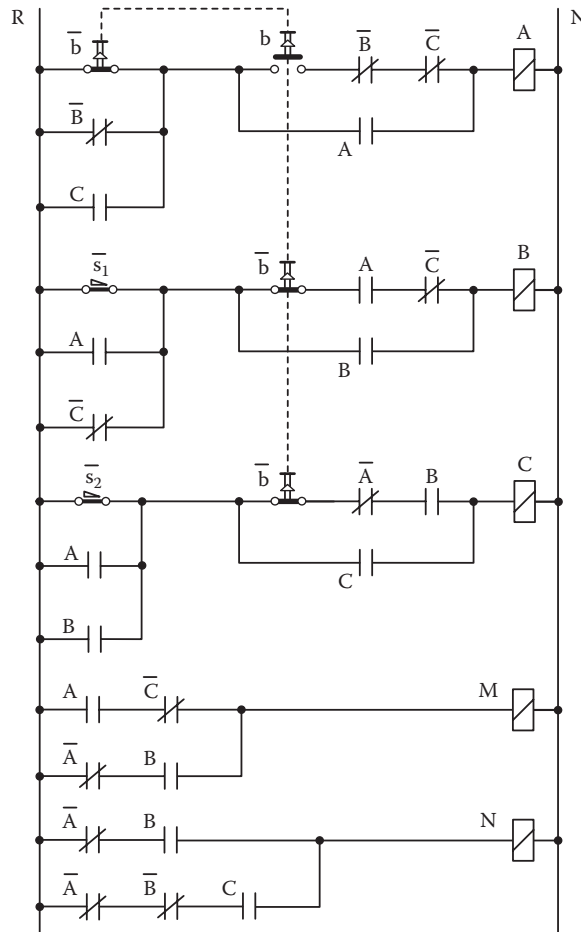 R N
b̅ b B̅ C̅ A
B̅
A
C
s̅₁ b̅ A C̅ B
A
B
C̅
s̅₂ b̅ A̅ B C
A
C
B
A C̅ M
A̅ B
A̅ B N
A̅ B̅ C